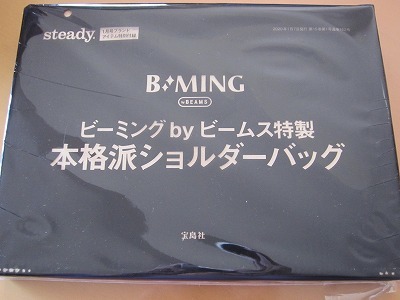 steady.
B✦MING
by BEAMS
ビーミング by ビームス特製
本格派ショルダーバッグ
宝島社